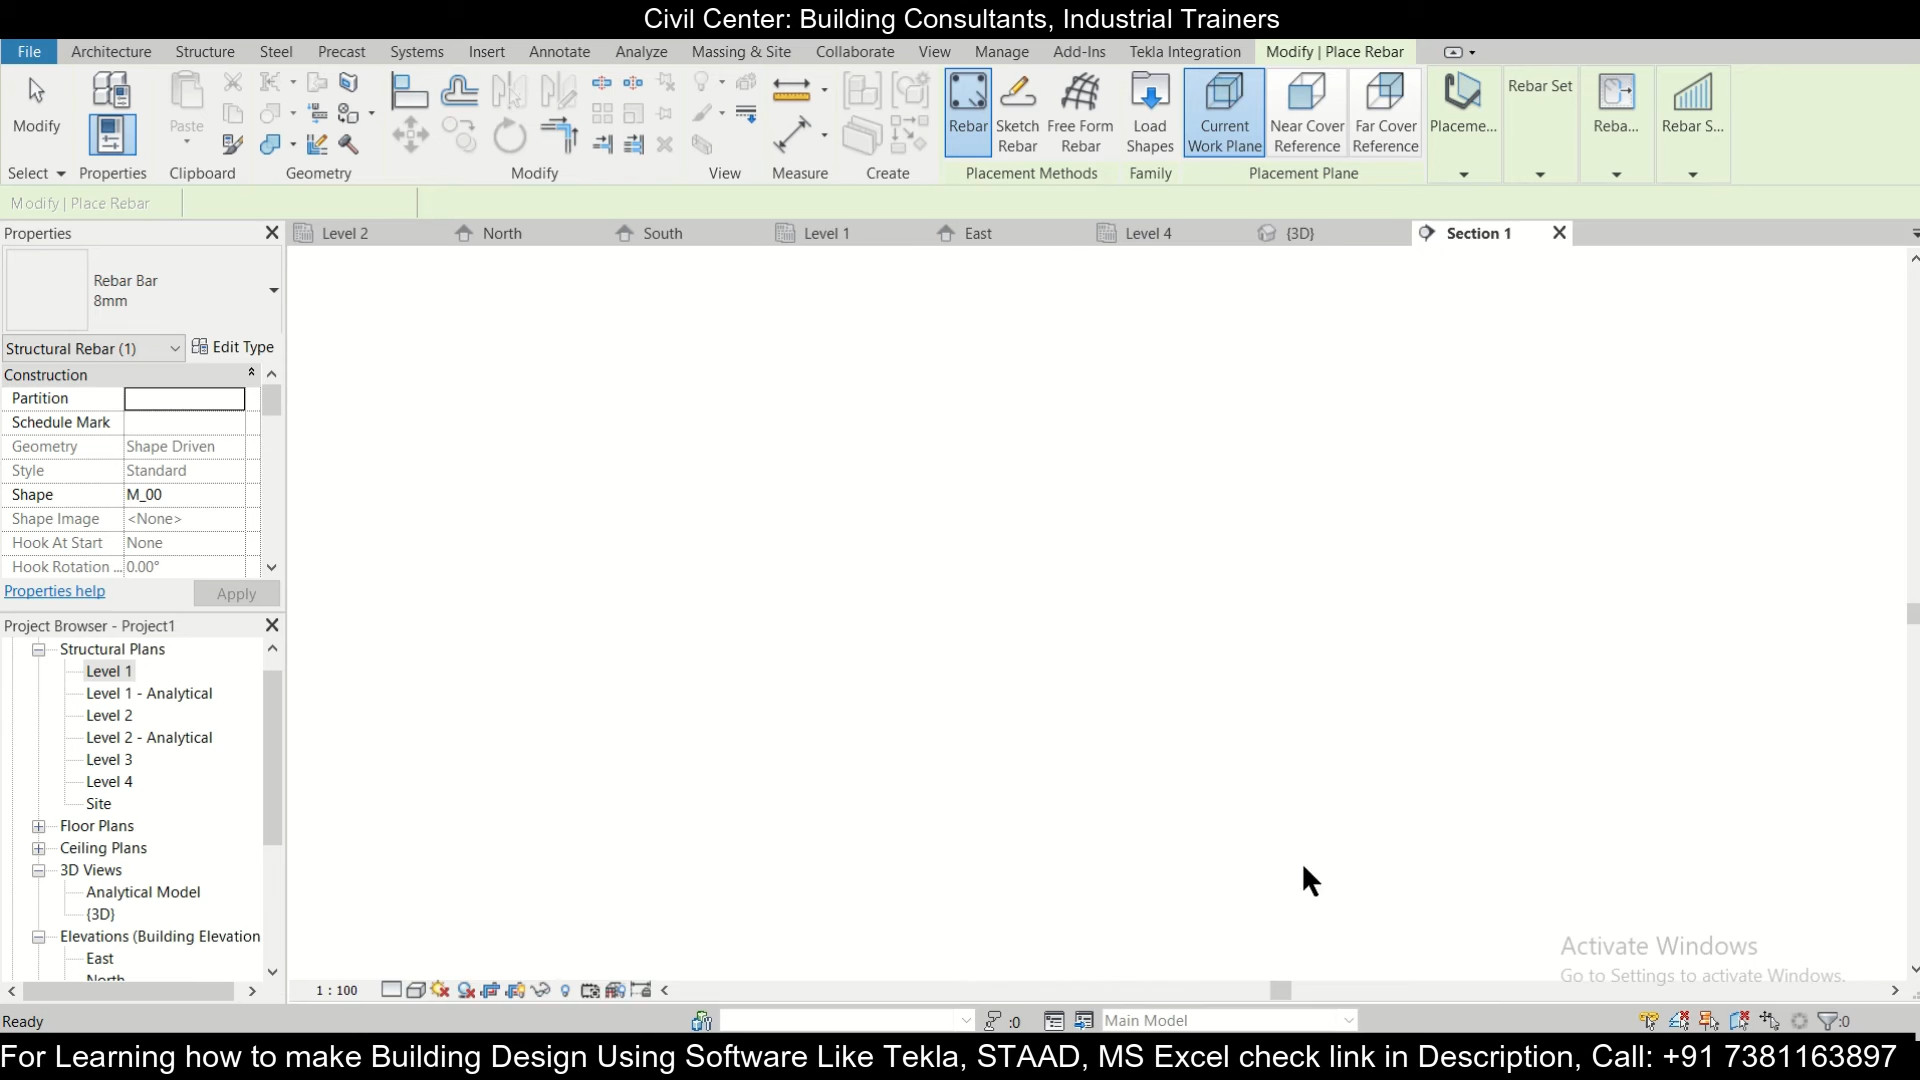 Civil Center: Building Consultants, Industrial Trainers
File Architecture Structure Steel Precast Systems Insert Annotate Analyze Massing & Site Collaborate View Manage Add-Ins Tekla Integration Modify | Place Rebar
Modify Paste Rebar Sketch Rebar Free Form Rebar Load Shapes Current Work Plane Near Cover Reference Far Cover Reference Placeme... Rebar Set Reba... Rebar S...
Select Properties Clipboard Geometry Modify View Measure Create Placement Methods Family Placement Plane
Modify | Place Rebar
Properties
Level 2 North South Level 1 East Level 4 {3D} Section 1
Rebar Bar
8mm
Structural Rebar (1) Edit Type
Construction
Partition
Schedule Mark
Geometry Shape Driven
Style Standard
Shape M_00
Shape Image <None>
Hook At Start None
Hook Rotation ... 0.00°
Properties help Apply
Project Browser - Project1
Structural Plans
Level 1
Level 1 - Analytical
Level 2
Level 2 - Analytical
Level 3
Level 4
Site
Floor Plans
Ceiling Plans
3D Views
Analytical Model
{3D}
Elevations (Building Elevation
East
North
Activate Windows
Go to Settings to activate Windows.
1 : 100
Ready :0 Main Model :0
For Learning how to make Building Design Using Software Like Tekla, STAAD, MS Excel check link in Description, Call: +91 7381163897